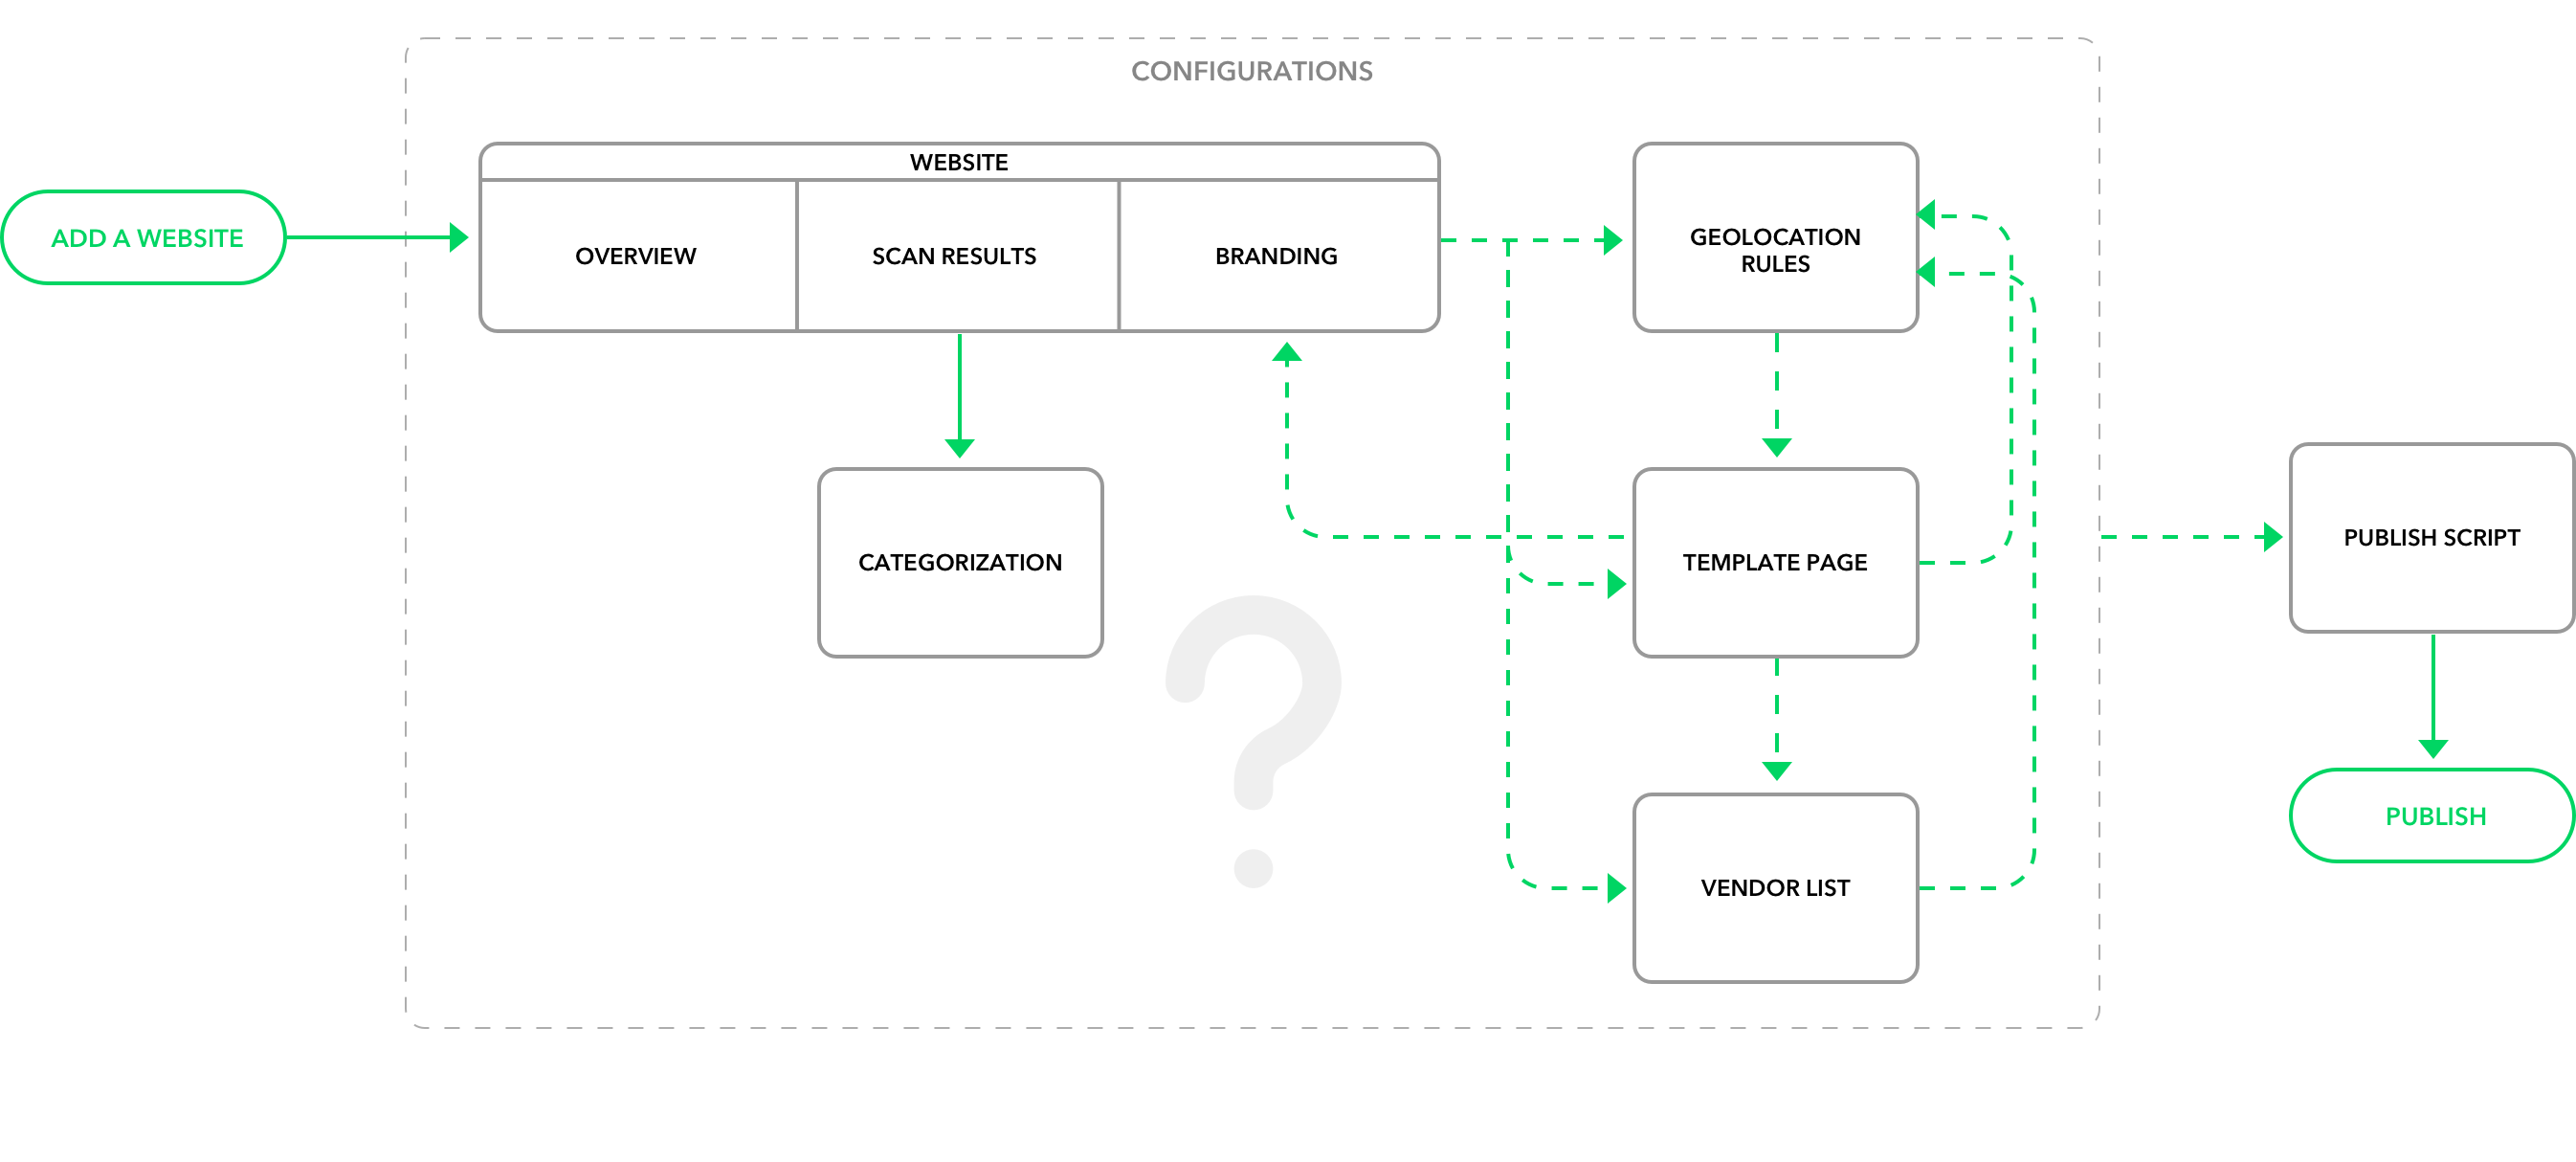 CONFIGURATIONS
WEBSITE
ADD A WEBSITE
OVERVIEW
SCAN RESULTS
BRANDING
GEOLOCATION
RULES
CATEGORIZATION
?
TEMPLATE PAGE
PUBLISH SCRIPT
VENDOR LIST
PUBLISH